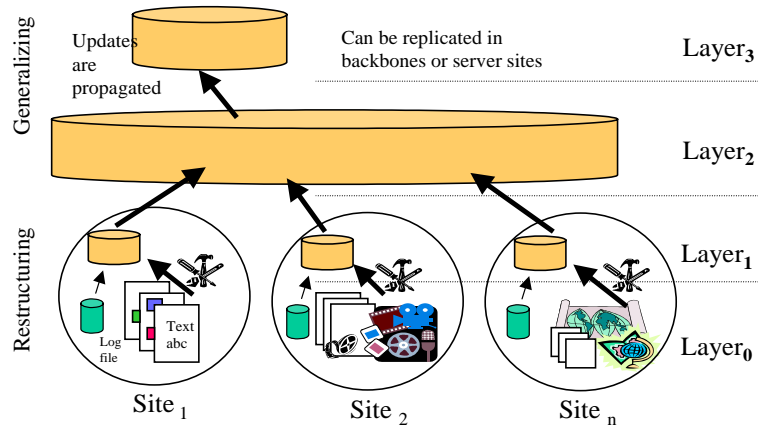 Generalizing
Updates
are
propagated
Can be replicated in
backbones or server sites
Layer3
Layer2
Restructuring
Layer1
Log
file
Text
abc
Layer0
Site 1
Site 2
Site n